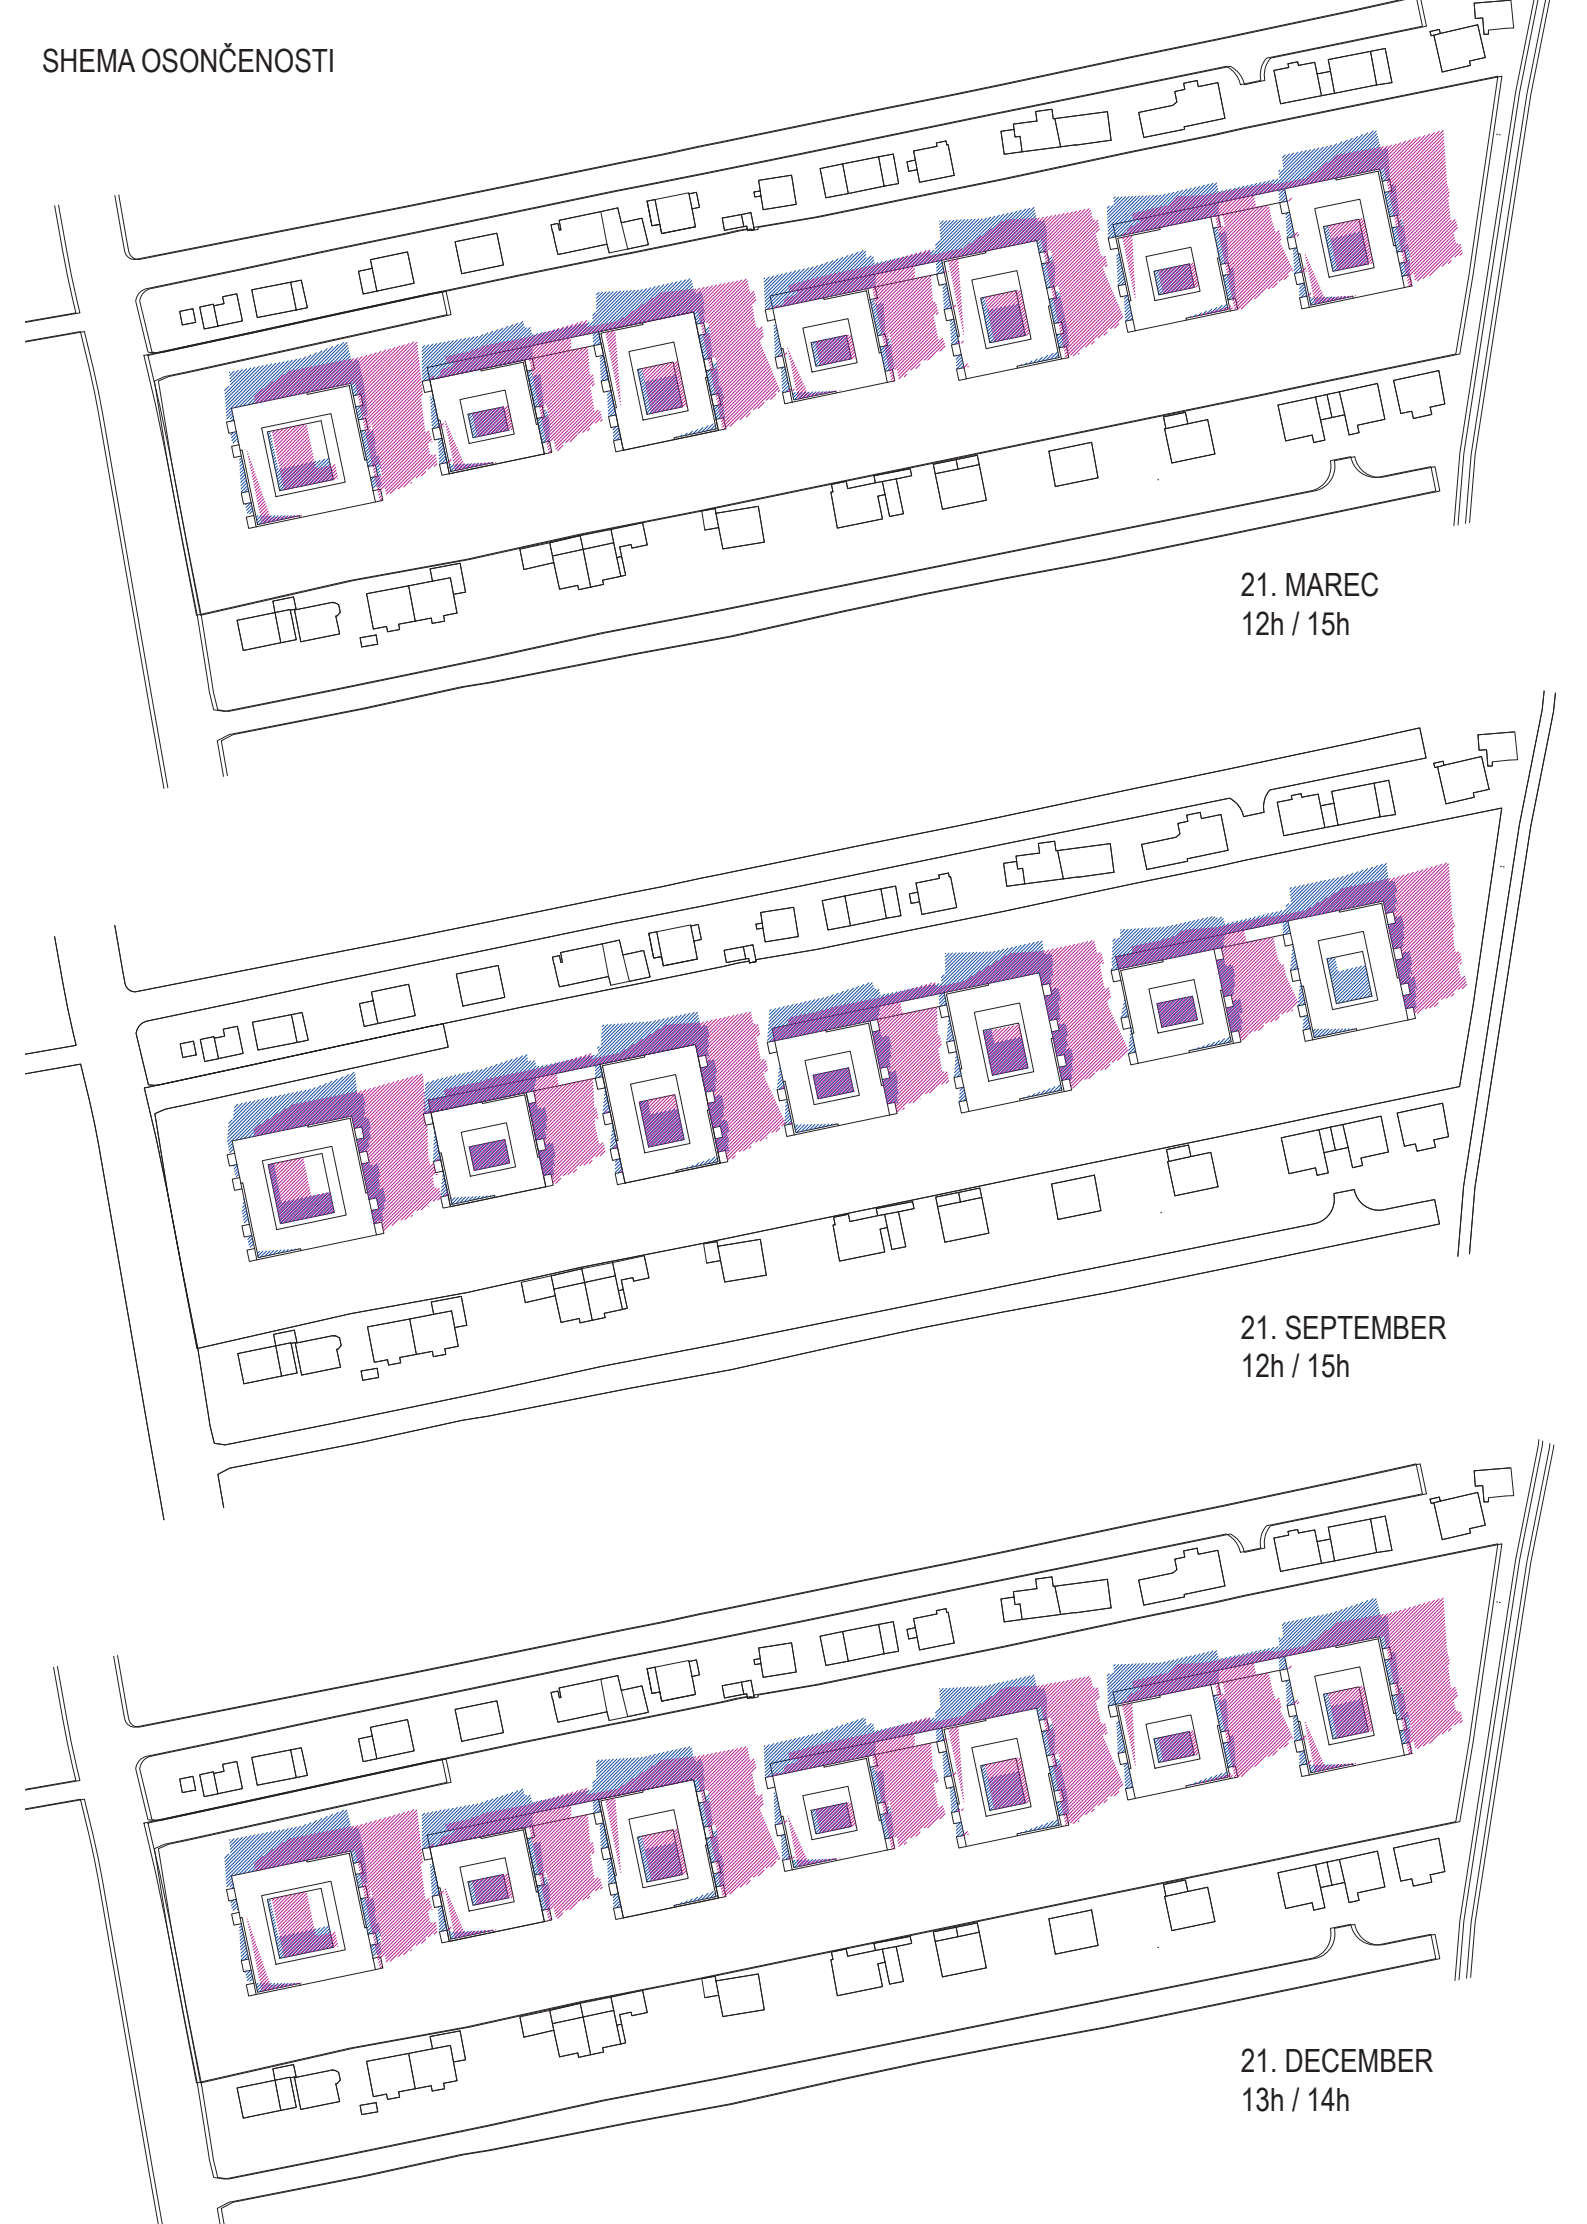 SHEMA OSONČENOSTI
21. MAREC
12h / 15h
21. SEPTEMBER
12h / 15h
21. DECEMBER
13h / 14h